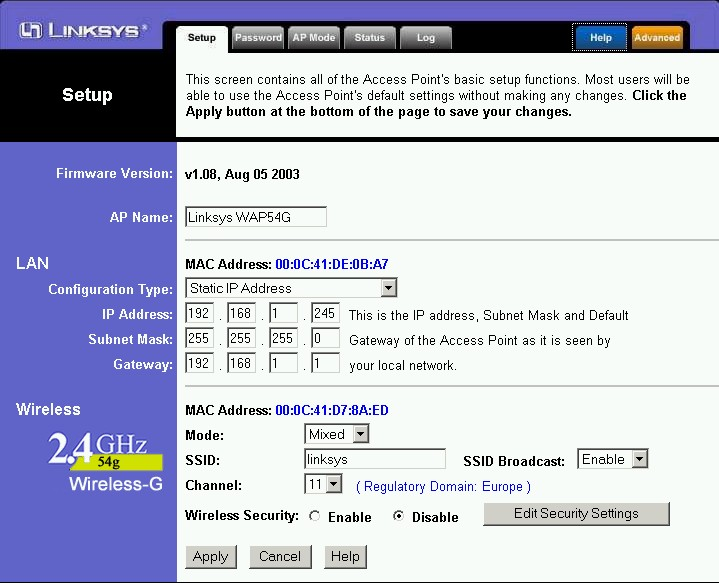 LINKSYS®
Setup Password AP Mode Status Log Help Advanced
Setup
This screen contains all of the Access Point's basic setup functions. Most users will be
able to use the Access Point's default settings without making any changes. Click the
Apply button at the bottom of the page to save your changes.
Firmware Version: v1.08, Aug 05 2003
AP Name: Linksys WAP54G
LAN
MAC Address: 00:0C:41:DE:0B:A7
Configuration Type: Static IP Address
IP Address: 192 . 168 . 1 . 245 This is the IP address, Subnet Mask and Default
Subnet Mask: 255 . 255 . 255 . 0 Gateway of the Access Point as it is seen by
Gateway: 192 . 168 . 1 . 1 your local network.
Wireless
MAC Address: 00:0C:41:D7:8A:ED
2.4GHz
54g
Wireless-G
Mode: Mixed
SSID: linksys SSID Broadcast: Enable
Channel: 11 ( Regulatory Domain: Europe )
Wireless Security: Enable Disable Edit Security Settings
Apply Cancel Help